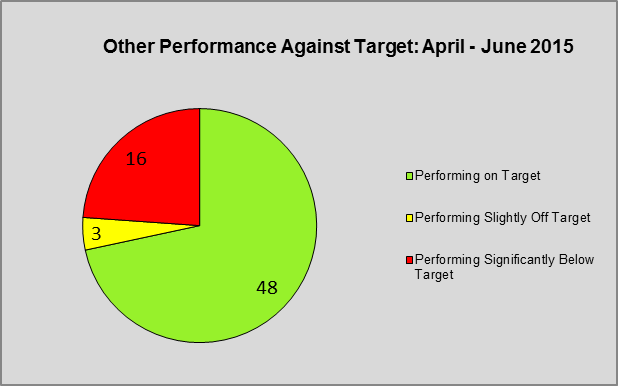 Other Performance Against Target: April - June 2015
16
3
48
Performing on Target
Performing Slightly Off Target
Performing Significantly Below
Target